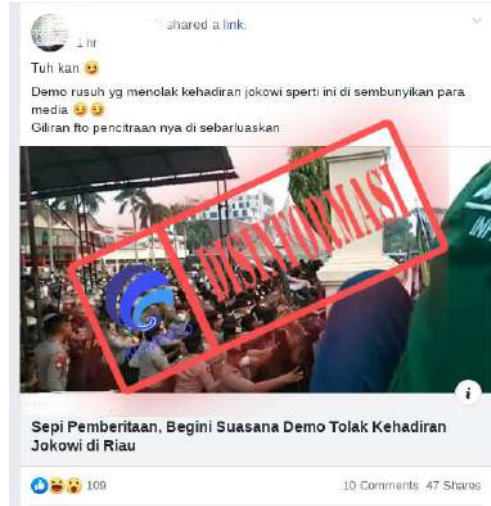 shared a link.
1 hr
Tuh kan
Demo rusuh yg menolak kehadiran jokowi sperti ini di sembunyikan para
media
Giliran fto pencitraan nya di sebarluaskan
DISINFORMASI
KOMINFO
Sepi Pemberitaan, Begini Suasana Demo Tolak Kehadiran
Jokowi di Riau
109
10 Comments 47 Shares